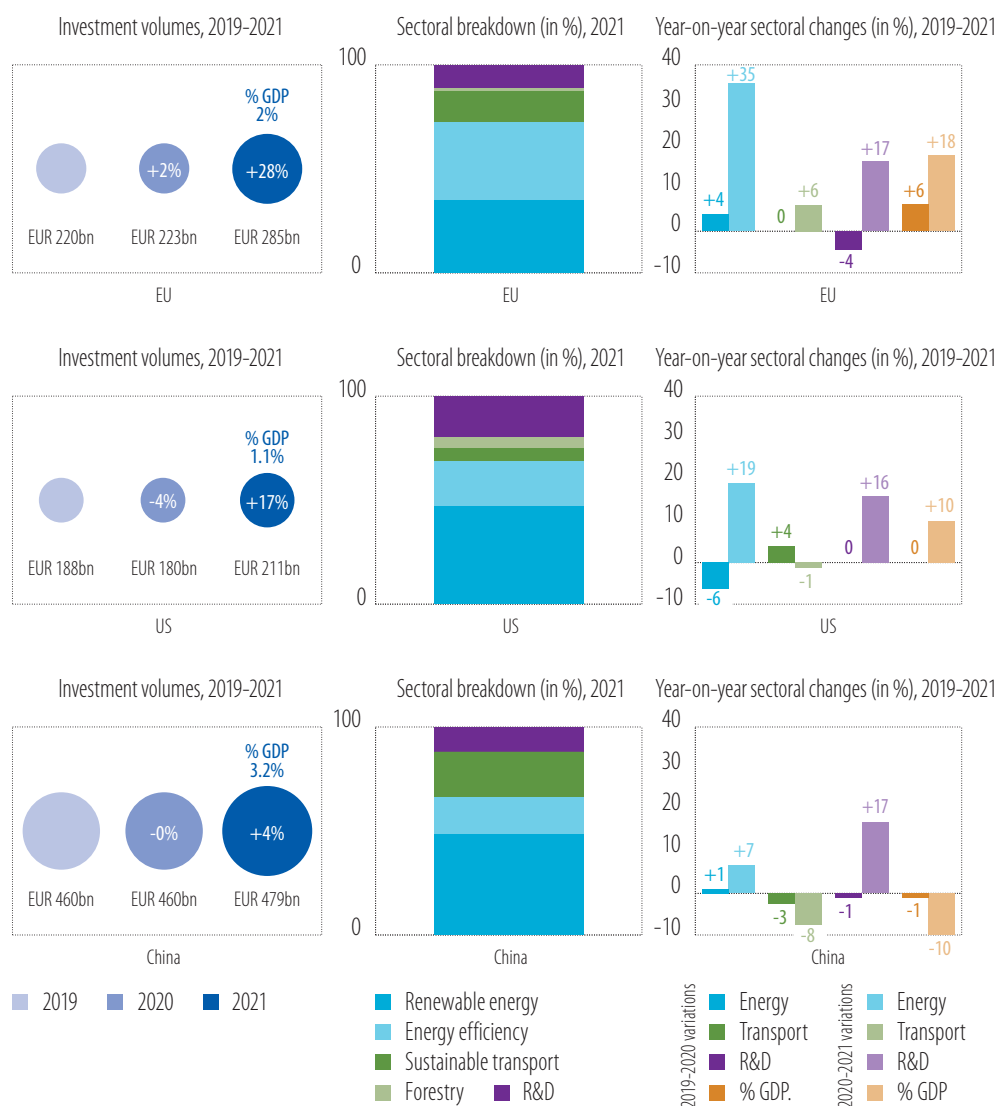 Investment volumes, 2019-2021
% GDP
2%
+2%
+28%
EUR 220bn
EUR 223bn
EUR 285bn
EU
Sectoral breakdown (in %), 2021
100
0
EU
Year-on-year sectoral changes (in %), 2019-2021
40
30
20
10
0
-10
+4
+35
0
+6
-4
+17
+6
+18
EU
Investment volumes, 2019-2021
% GDP
1.1%
-4%
+17%
EUR 188bn
EUR 180bn
EUR 211bn
US
Sectoral breakdown (in %), 2021
100
0
US
Year-on-year sectoral changes (in %), 2019-2021
40
30
20
10
0
-10
-6
+19
+4
-1
0
+16
0
+10
US
Investment volumes, 2019-2021
% GDP
3.2%
-0%
+4%
EUR 460bn
EUR 460bn
EUR 479bn
China
Sectoral breakdown (in %), 2021
100
0
China
Year-on-year sectoral changes (in %), 2019-2021
40
30
20
10
0
-10
+1
+7
-3
-8
-1
+17
-1
-10
China
2019
2020
2021
Renewable energy
Energy efficiency
Sustainable transport
Forestry
R&D
2019-2020 variations
Energy
Transport
R&D
% GDP.
2020-2021 variations
Energy
Transport
R&D
% GDP